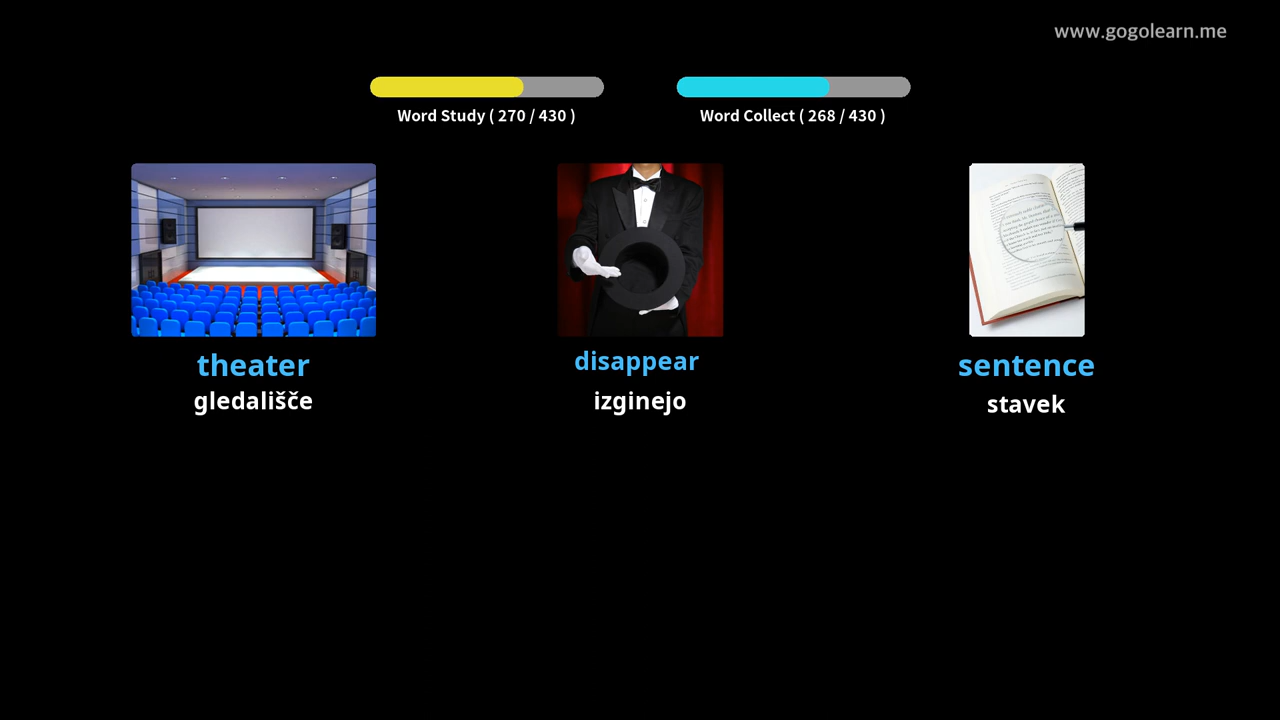 www.gogolearn.me
Word Study ( 270 / 430 )
Word Collect ( 268 / 430 )
theater
gledališče
disappear
izginejo
sentence
stavek